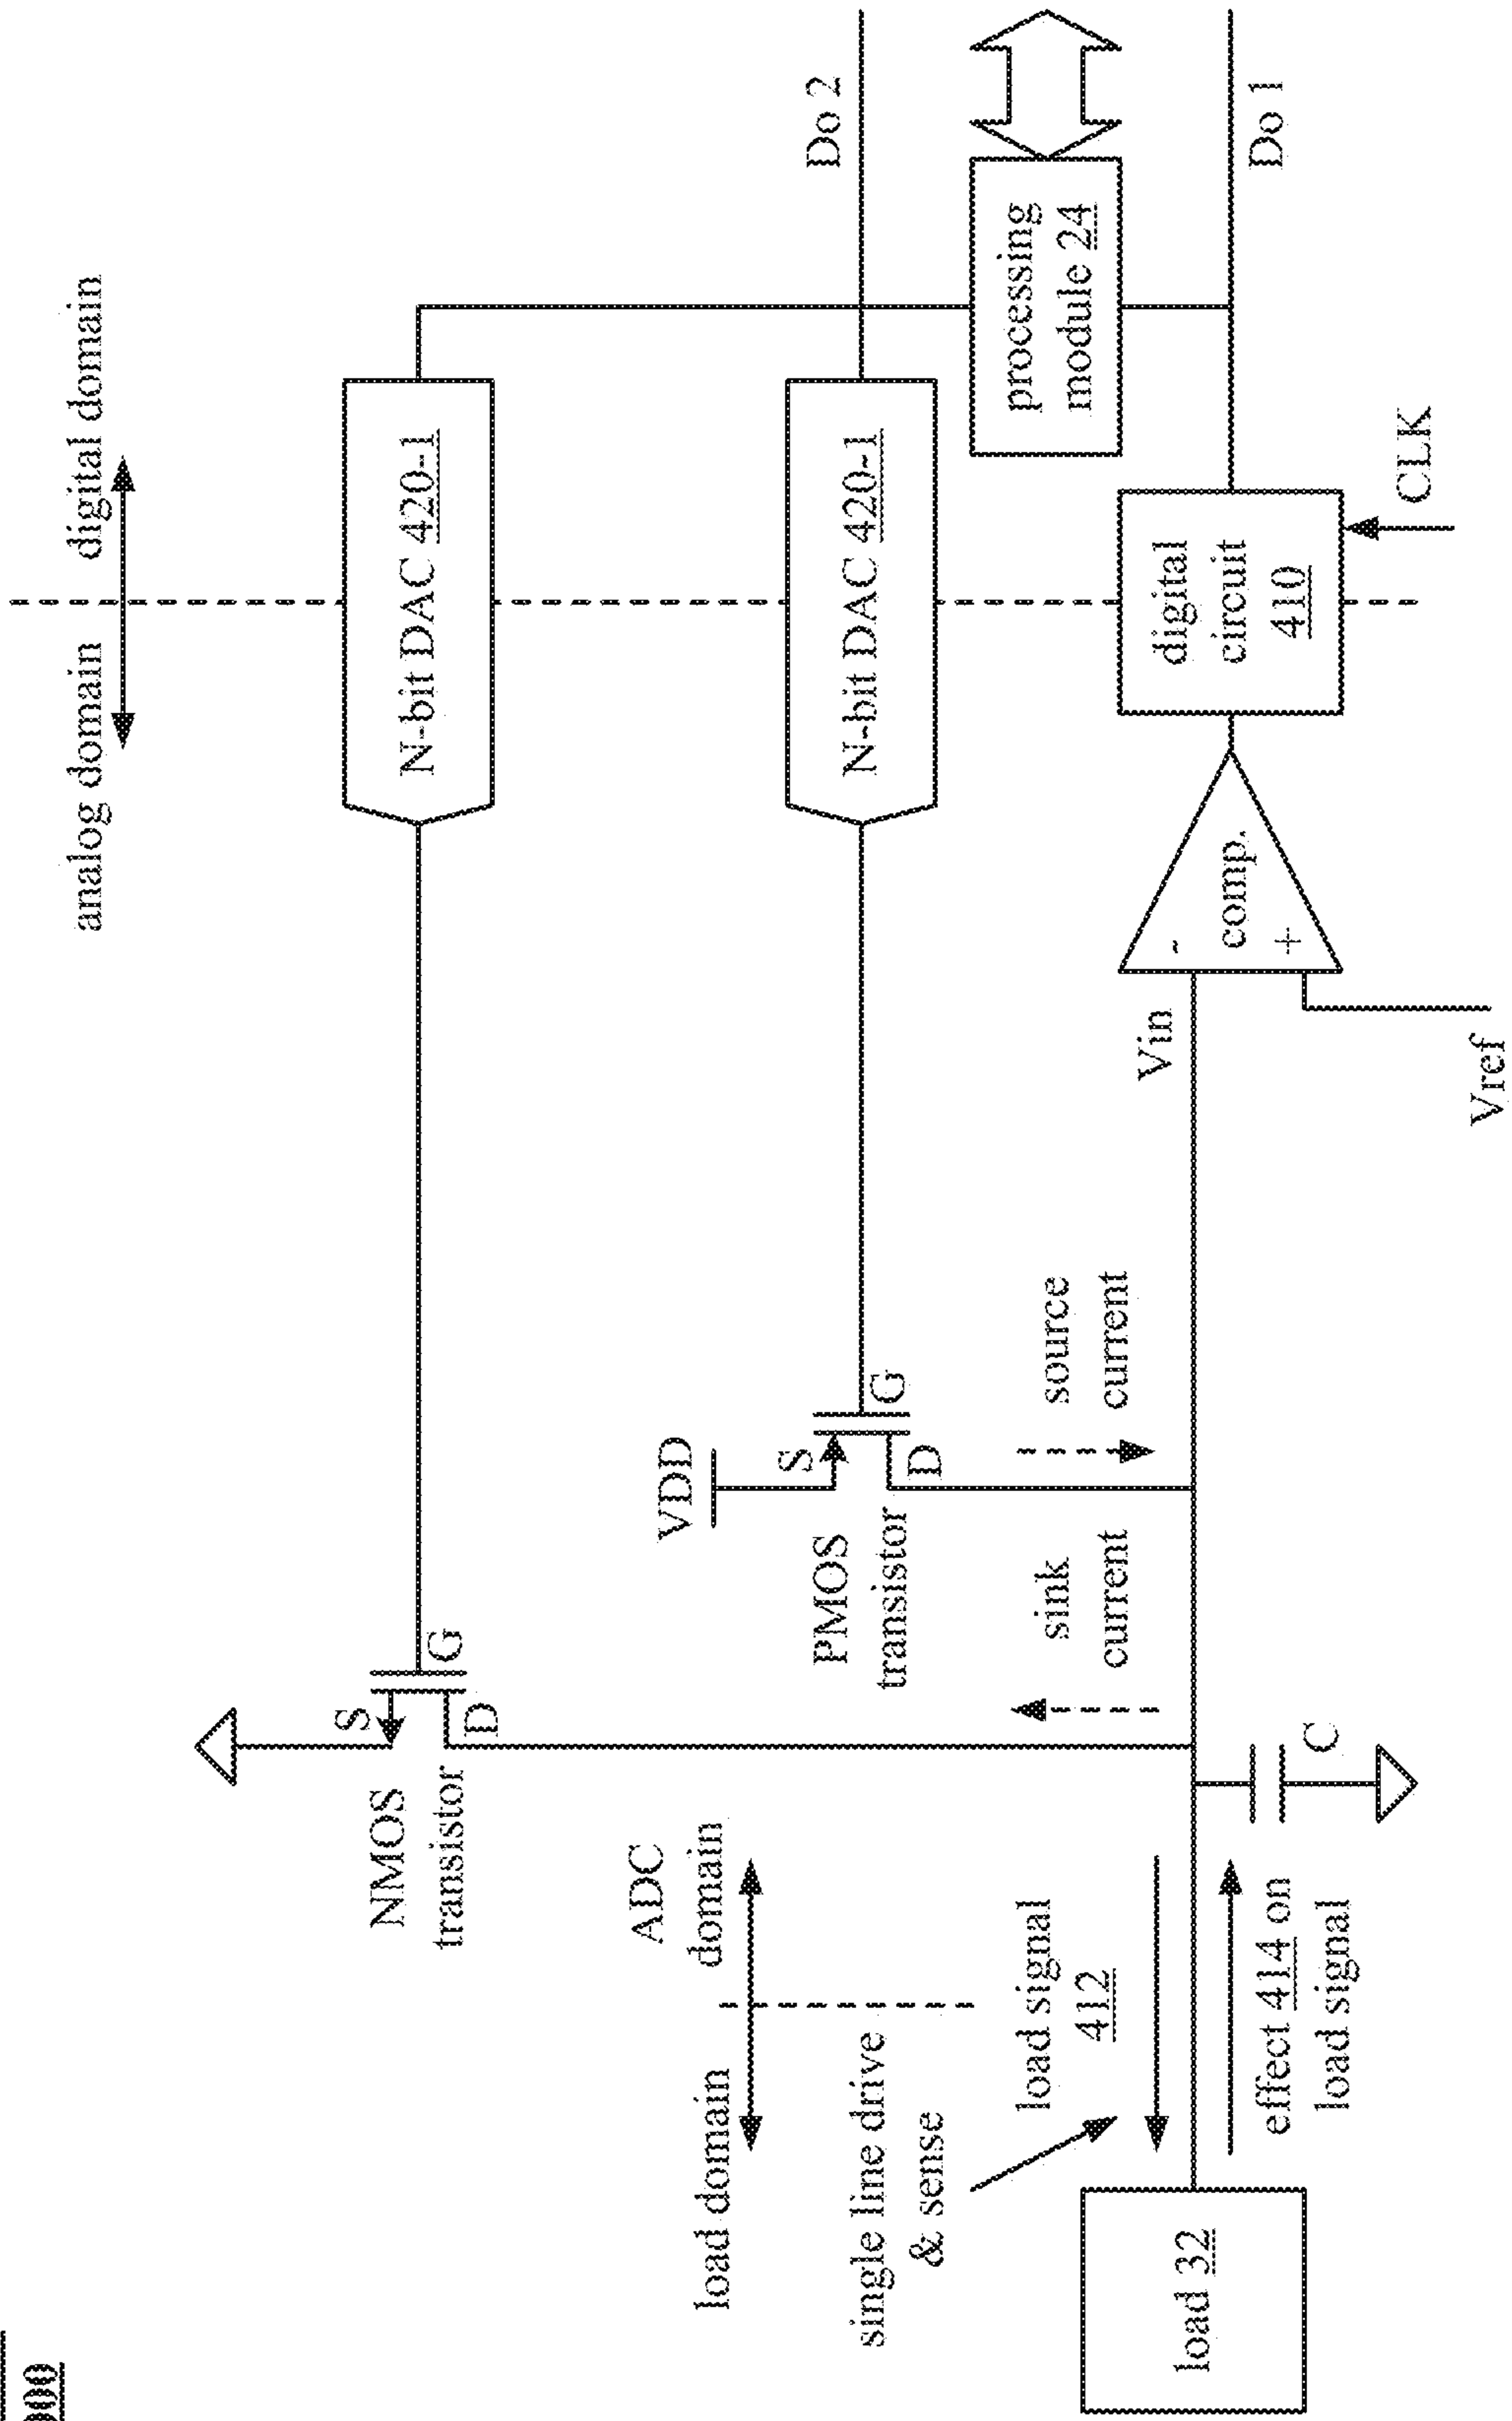 analog domain
digital domain
N-bit DAC 420-1
NMOS
transistor
S
G
D
ADC
domain
load domain
VDD
S
G
D
PMOS
transistor
N-bit DAC 420-1
Do 2
single line drive
& sense
load signal
412
sink
current
source
current
processing
module 24
load 32
effect 414 on
load signal
C
Vin
Vref
-
comp.
+
digital
circuit
410
CLK
Do 1